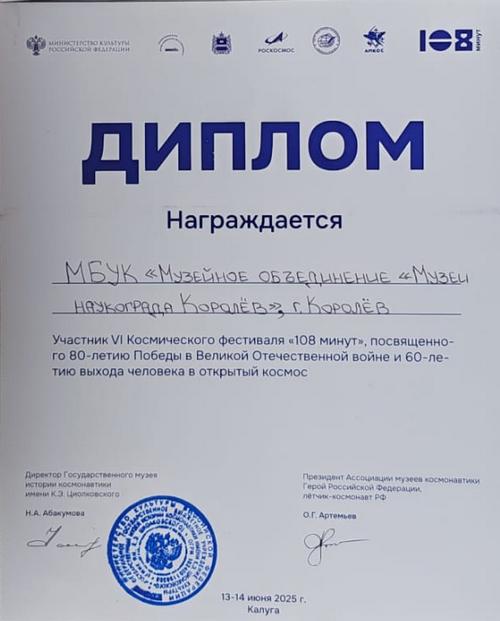 МИНИСТЕРСТВО КУЛЬТУРЫ
РОССИЙСКОЙ ФЕДЕРАЦИИ
РОСКОСМОС
АМКОС
108 минут
ДИПЛОМ
Награждается
МБУК «Музейное объединение «Музеи
наукограда Королёв», г. Королёв
Участник VI Космического фестиваля «108 минут», посвященно-
го 80-летию Победы в Великой Отечественной войне и 60-ле-
тию выхода человека в открытый космос
Директор Государственного музея
истории космонавтики
имени К.Э. Циолковского
Н.А. Абакумова
Президент Ассоциации музеев космонавтики
Герой Российской Федерации,
лётчик-космонавт РФ
О.Г. Артемьев
13-14 июня 2025 г.
Калуга